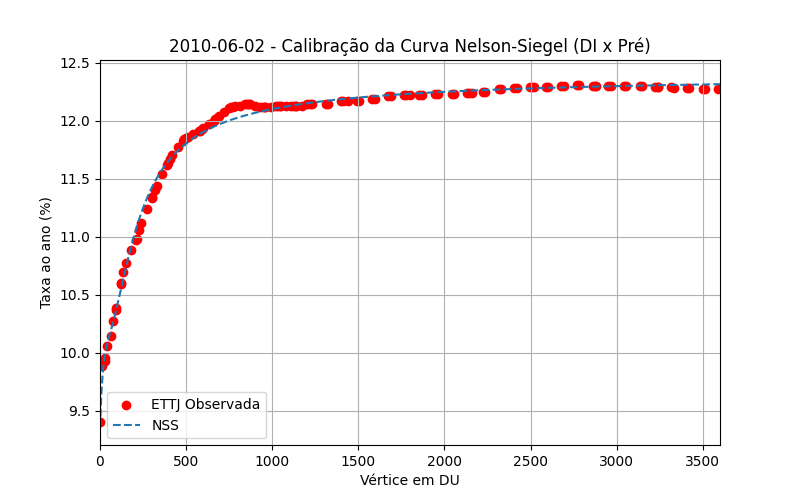 2010-06-02 - Calibração da Curva Nelson-Siegel (DI x Pré)
Taxa ao ano (%)
12.5
12.0
11.5
11.0
10.5
10.0
9.5
ETTJ Observada
NSS
0 500 1000 1500 2000 2500 3000 3500
Vértice em DU